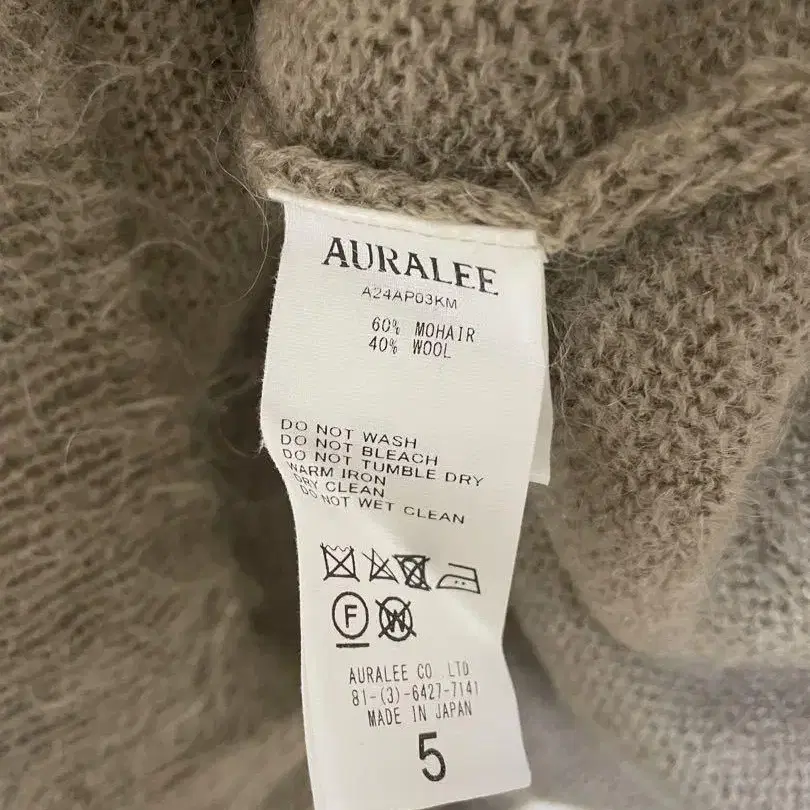 AURALEE
A24AP03KM
60% MOHAIR
40% WOOL
DO NOT WASH
DO NOT BLEACH
DO NOT TUMBLE DRY
WARM IRON
DRY CLEAN
DO NOT WET CLEAN
F W
AURALEE CO. LTD
81-(3)-6427-7141
MADE IN JAPAN
5